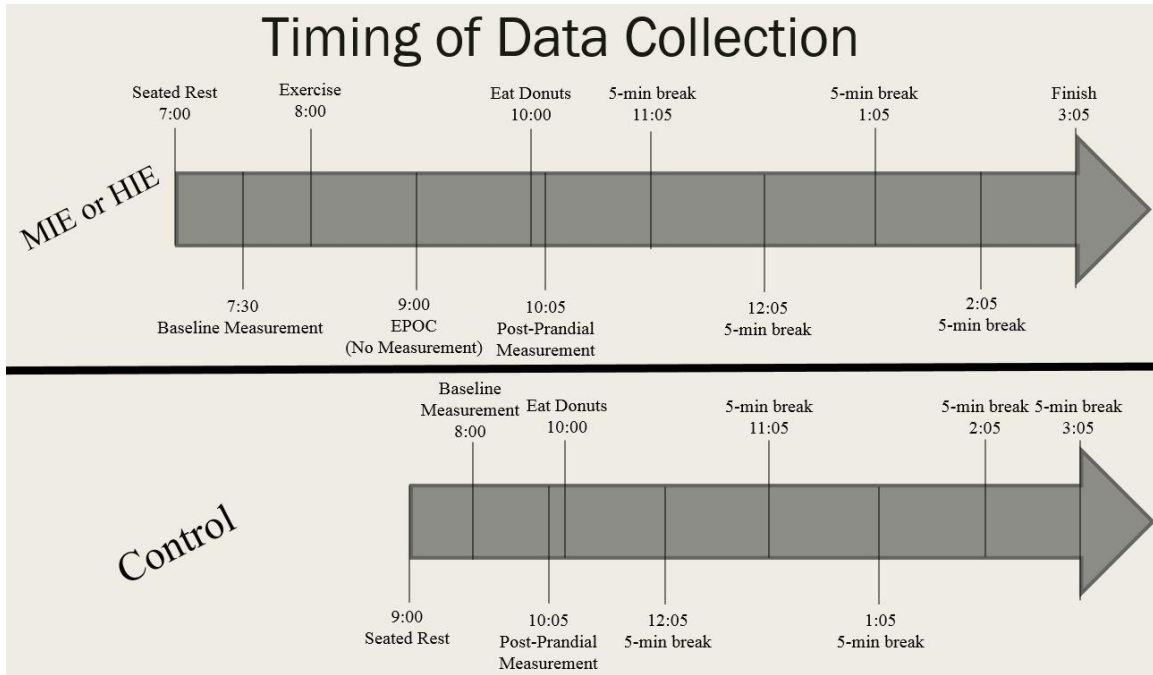 Timing of Data Collection
Seated Rest
7:00
Exercise
8:00
Eat Donuts
10:00
5-min break
11:05
5-min break
1:05
Finish
3:05
MIE or HIE
7:30
Baseline Measurement
9:00
EPOC
(No Measurement)
10:05
Post-Prandial
Measurement
12:05
5-min break
2:05
5-min break
Baseline
Measurement
8:00
Eat Donuts
10:00
5-min break
11:05
5-min break
2:05
5-min break
3:05
Control
9:00
Seated Rest
10:05
Post-Prandial
Measurement
12:05
5-min break
1:05
5-min break